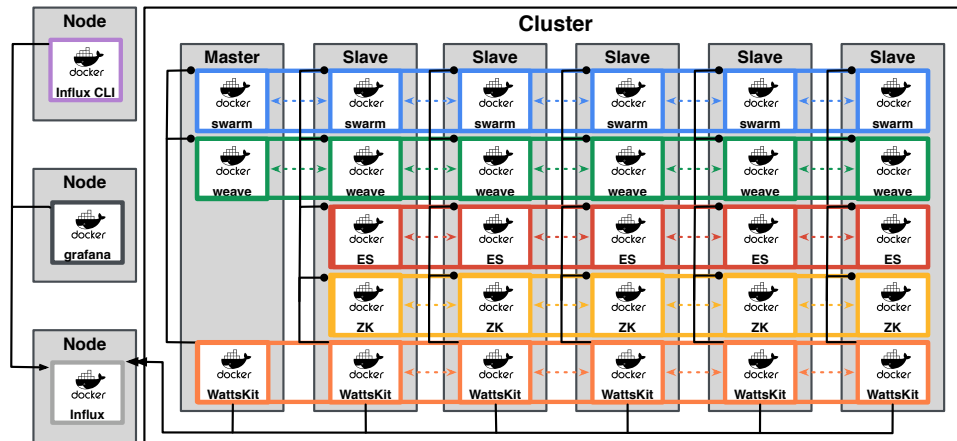 Node
docker
Influx CLI
Node
docker
grafana
Node
docker
Influx
Cluster
Master
Slave
Slave
Slave
Slave
Slave
docker
docker
docker
docker
docker
docker
swarm
swarm
swarm
swarm
swarm
swarm
docker
docker
docker
docker
docker
docker
weave
weave
weave
weave
weave
weave
docker
docker
docker
docker
docker
ES
ES
ES
ES
ES
docker
docker
docker
docker
docker
ZK
ZK
ZK
ZK
ZK
docker
docker
docker
docker
docker
docker
WattsKit
WattsKit
WattsKit
WattsKit
WattsKit
WattsKit